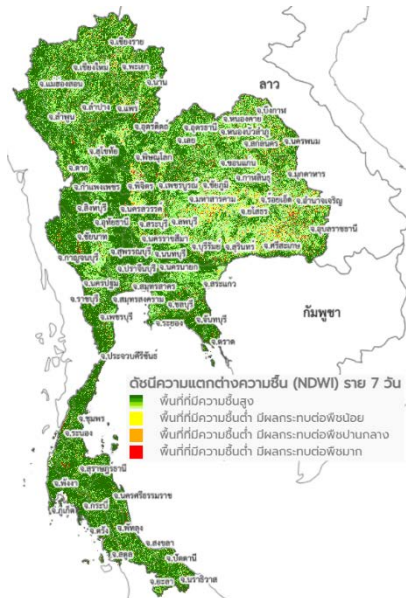 จ.เชียงราย
จ.เชียงใหม่
จ.พะเยา
จ.แม่ฮ่องสอน
จ.น่าน
ลาว
จ.ลำปาง
จ.แพร่
จ.บึงกาฬ
จ.ลำพูน
จ.อุตรดิตถ์
จ.อุดรธานี
จ.หนองคาย
จ.หนองบัวลำภู
จ.เลย
จ.สกลนคร
จ.นครพนม
จ.สุโขทัย
จ.พิษณุโลก
จ.ขอนแก่น
จ.ตาก
จ.กาฬสินธุ์
จ.มุกดาหาร
จ.กำแพงเพชร
จ.พิจิตร
จ.เพชรบูรณ์
จ.ชัยภูมิ
จ.มหาสารคาม
จ.ร้อยเอ็ด
จ.อำนาจเจริญ
จ.สิงห์บุรี
จ.นครสวรรค์
จ.ยโสธร
จ.อุทัยธานี
จ.สระบุรี
จ.ลพบุรี
จ.อุบลราชธานี
จ.ชัยนาท
จ.นครราชสีมา
จ.บุรีรัมย์
จ.สุรินทร์
จ.ศรีสะเกษ
จ.กาญจนบุรี
จ.สุพรรณบุรี
จ.นนทบุรี
จ.ปราจีนบุรี
จ.นครนายก
จ.นครปฐม
จ.สมุทรสาคร
จ.สระแก้ว
จ.ราชบุรี
จ.สมุทรสงคราม
จ.ชลบุรี
กัมพูชา
จ.เพชรบุรี
จ.ระยอง
จ.จันทบุรี
จ.ตราด
จ.ประจวบคีรีขันธ์
ดัชนีความแตกต่างความชื้น (NDWI) ราย 7 วัน
พื้นที่ที่มีความชื้นสูง
พื้นที่ที่มีความชื้นต่ำ มีผลกระทบต่อพืชน้อย
พื้นที่ที่มีความชื้นต่ำ มีผลกระทบต่อพืชปานกลาง
พื้นที่ที่มีความชื้นต่ำ มีผลกระทบต่อพืชมาก
จ.ชุมพร
จ.ระนอง
จ.สุราษฎรธานี
จ.พังงา
จ.นครศรีธรรมราช
จ.กระบี่
จ.ภูเก็ต
จ.ตรัง
จ.พัทลุง
จ.สงขลา
จ.สตูล
จ.ปัตตานี
จ.ยะลา
จ.นราธิวาส